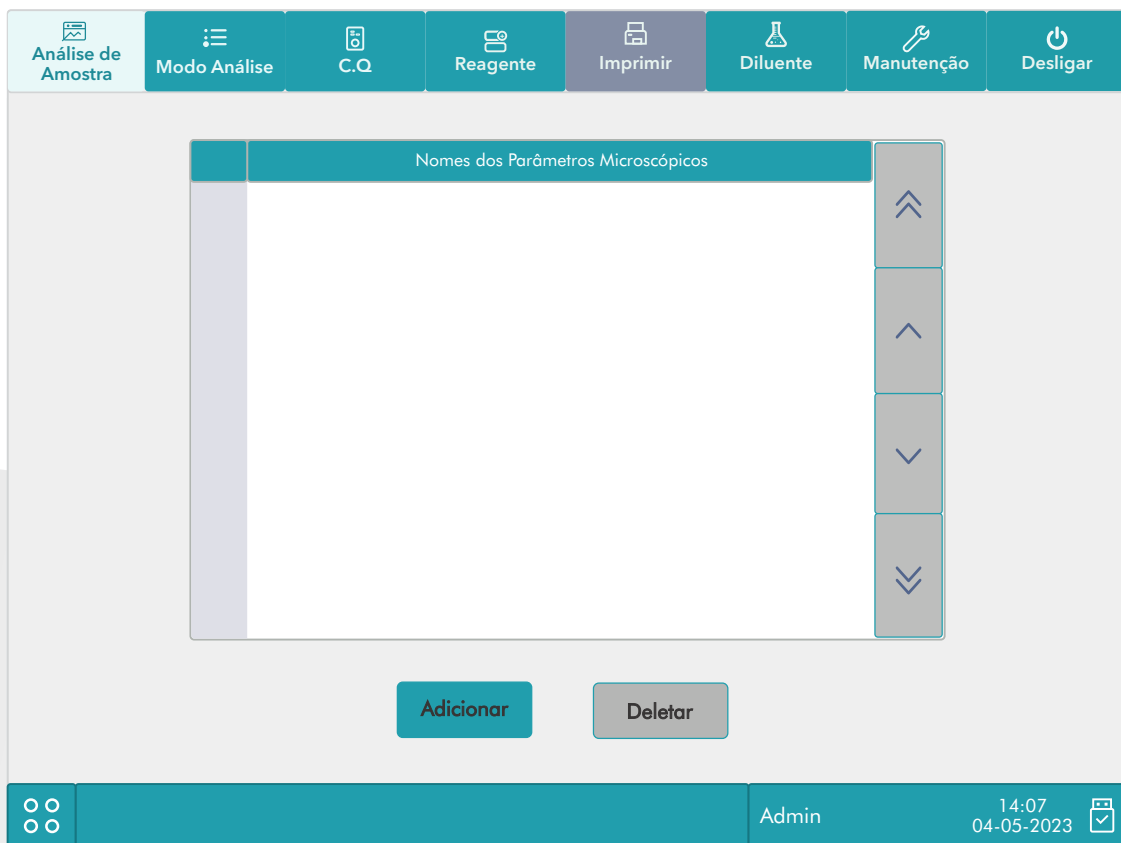 Análise de
Amostra
Modo Análise
C.Q
Reagente
Imprimir
Diluente
Manutenção
Desligar
Nomes dos Parâmetros Microscópicos
Adicionar
Deletar
Admin
14:07
04-05-2023